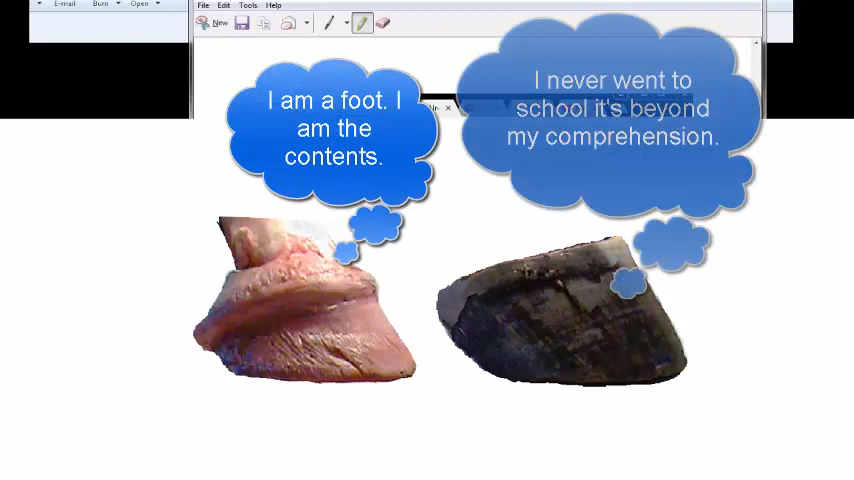 File Edit Tools Help
E-mail Burn Open
New
I am a foot. I
am the
contents.
I never went to
school it's beyond
my comprehension.